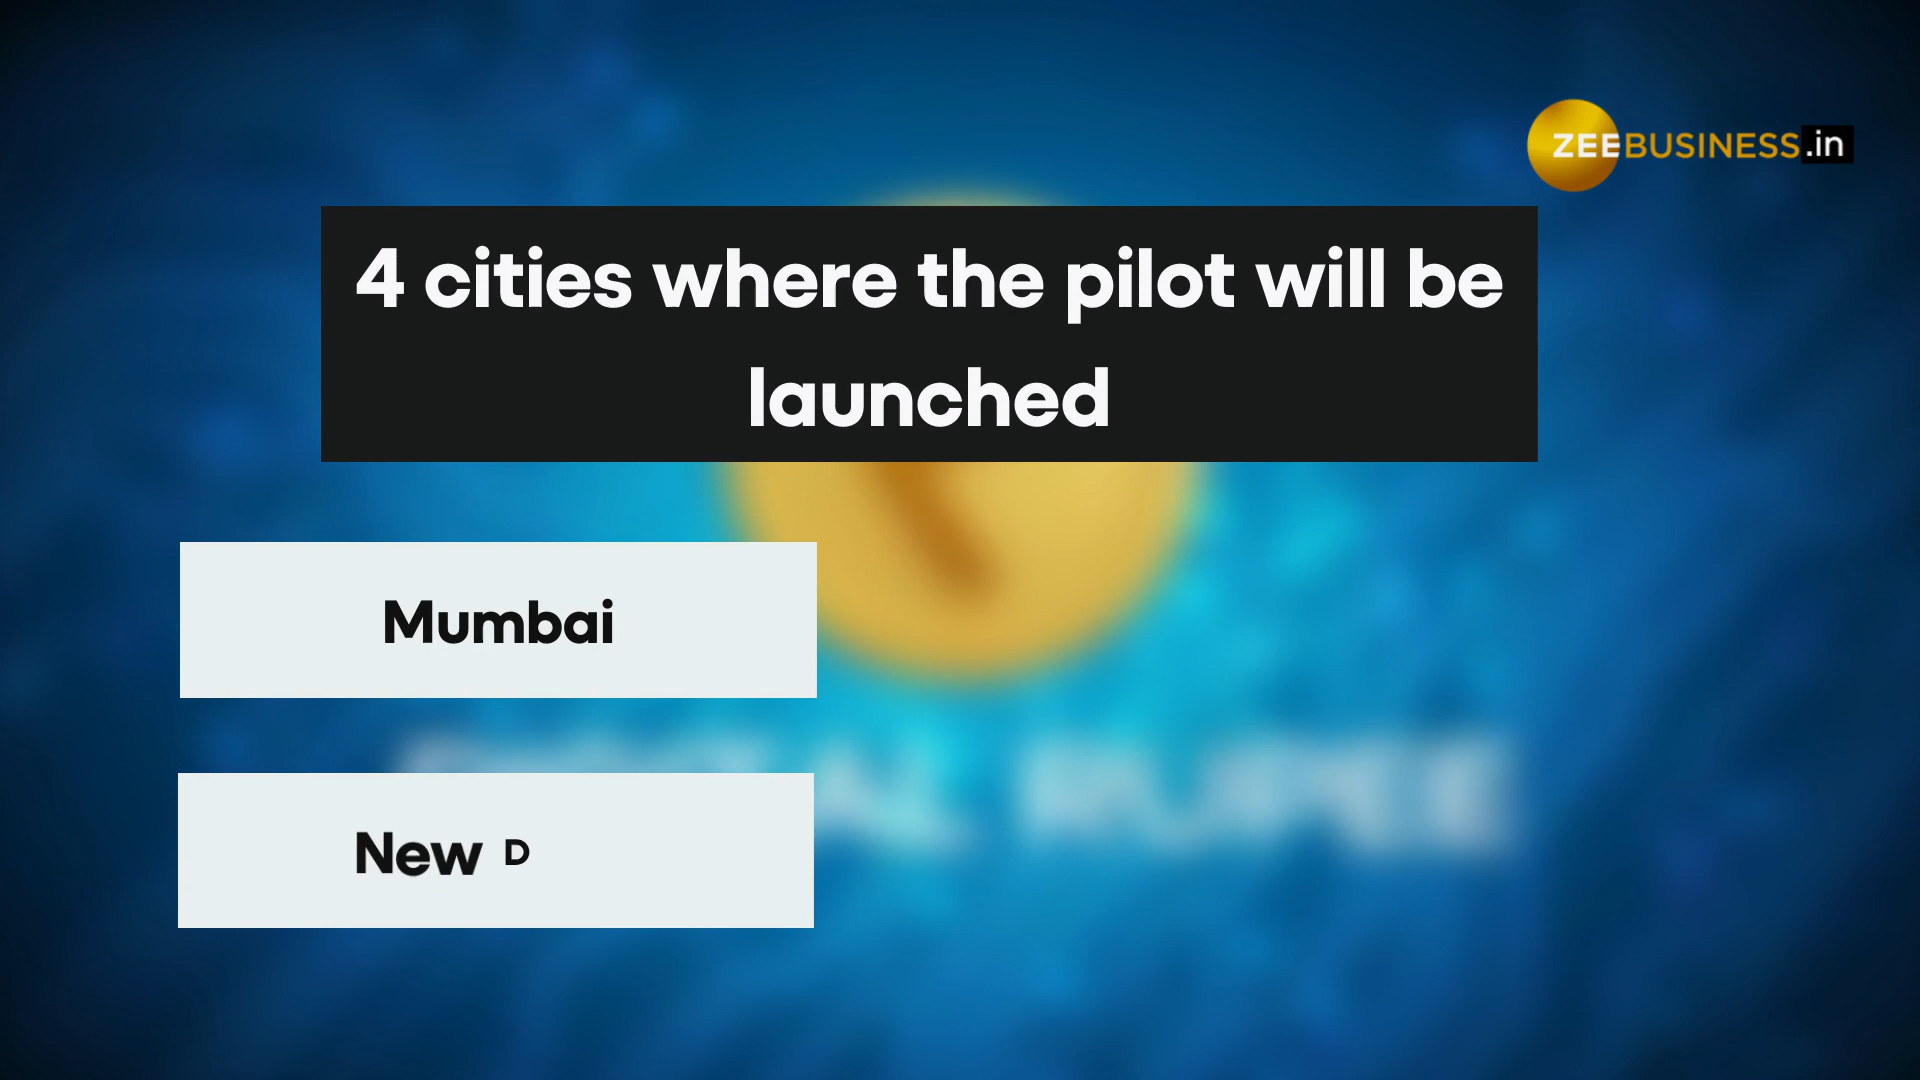 ZEEBUSINESS.in
4 cities where the pilot will be
launched
Mumbai
New D